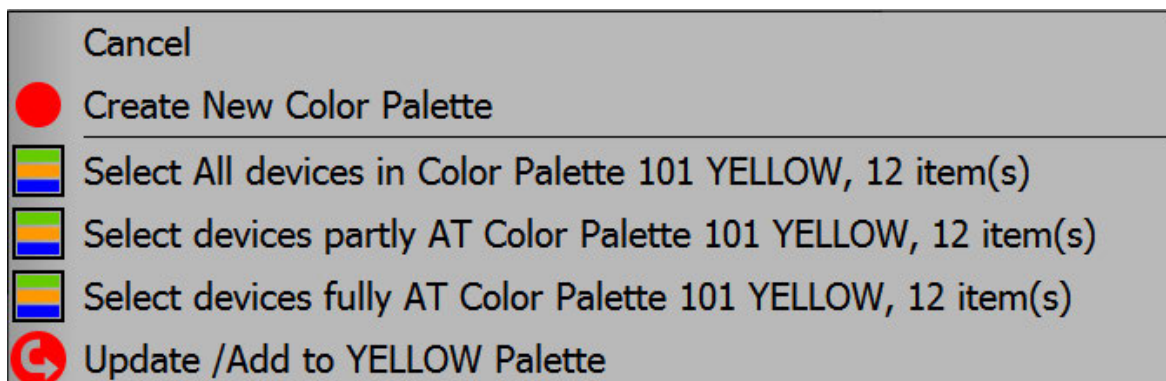 Cancel
Create New Color Palette
Select All devices in Color Palette 101 YELLOW, 12 item(s)
Select devices partly AT Color Palette 101 YELLOW, 12 item(s)
Select devices fully AT Color Palette 101 YELLOW, 12 item(s)
Update /Add to YELLOW Palette